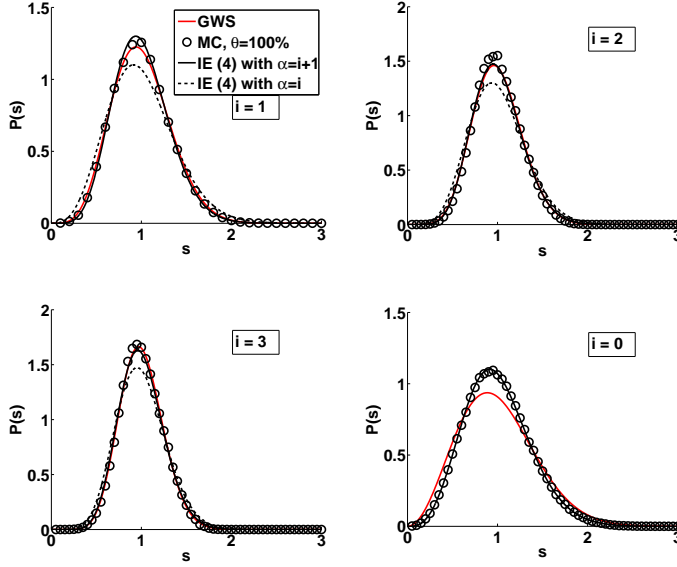 GWS
MC, θ=100%
IE (4) with α=i+1
IE (4) with α=i
i = 1
P(s)
1.5
1
0.5
0
0 1 2 3
s
i = 2
P(s)
2
1.5
1
0.5
0
0 1 2 3
s
i = 3
P(s)
2
1.5
1
0.5
0
0 1 2 3
s
i = 0
P(s)
1.5
1
0.5
0
0 1 2 3
s